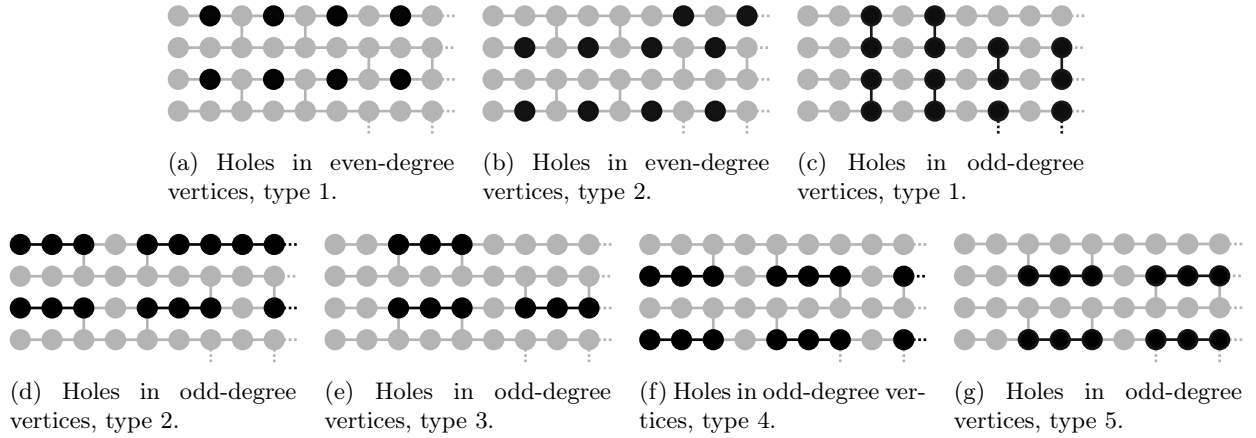 (a) Holes in even-degree
vertices, type 1.
(b) Holes in even-degree
vertices, type 2.
(c) Holes in odd-degree
vertices, type 1.
(d) Holes in odd-degree
vertices, type 2.
(e) Holes in odd-degree
vertices, type 3.
(f) Holes in odd-degree ver-
tices, type 4.
(g) Holes in odd-degree
vertices, type 5.